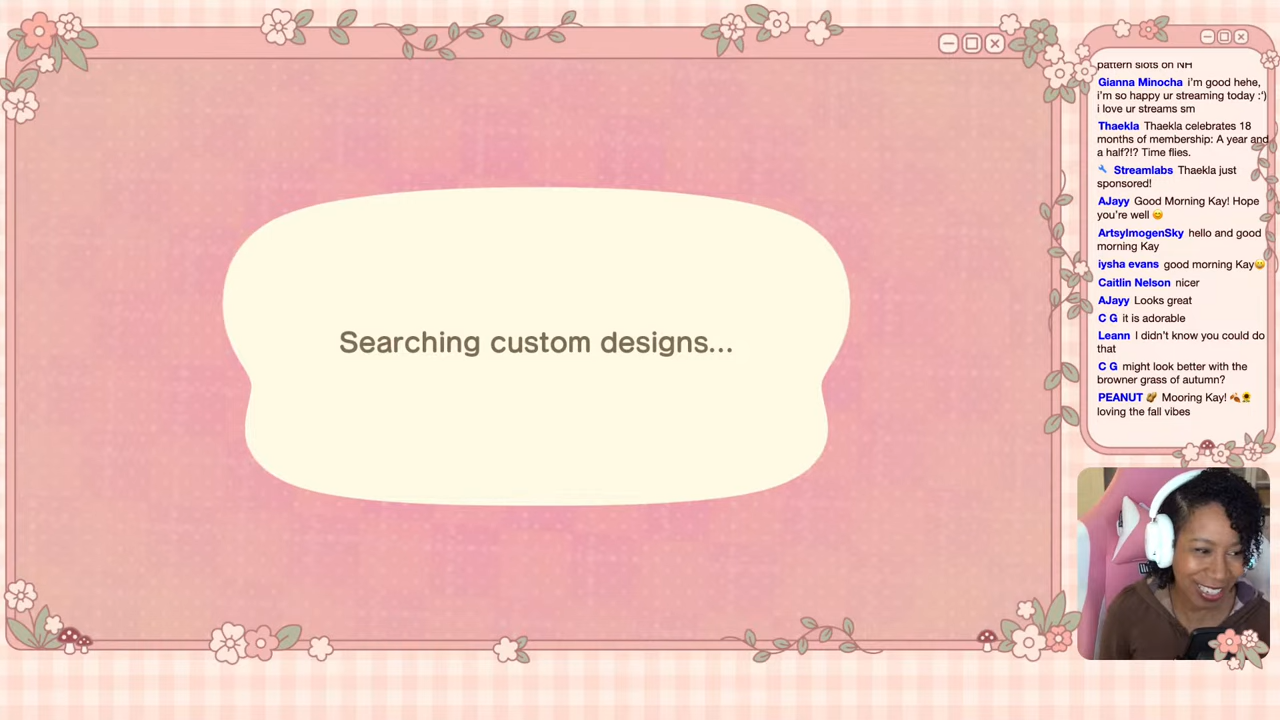 Searching custom designs...
pattern slots on NH
Gianna Minocha i'm good hehe,
i'm so happy ur streaming today :')
i love ur streams sm
Thaekla Thaekla celebrates 18
months of membership: A year and
a half?!? Time flies.
Streamlabs Thaekla just
sponsored!
AJayy Good Morning Kay! Hope
you're well 😊
ArtsyImogenSky hello and good
morning Kay
iysha evans good morning Kay😀
Caitlin Nelson nicer
AJayy Looks great
C G it is adorable
Leann I didn't know you could do
that
C G might look better with the
browner grass of autumn?
PEANUT 🥜 Mooring Kay! 🍂🌻
loving the fall vibes